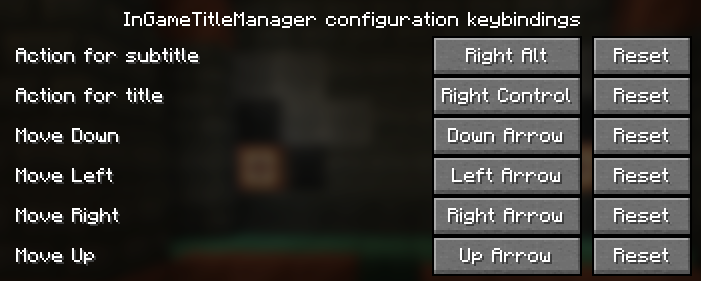 InGameTitleManager configuration keybindings
Action for subtitle Right Alt Reset
Action for title Right Control Reset
Move Down Down Arrow Reset
Move Left Left Arrow Reset
Move Right Right Arrow Reset
Move Up Up Arrow Reset